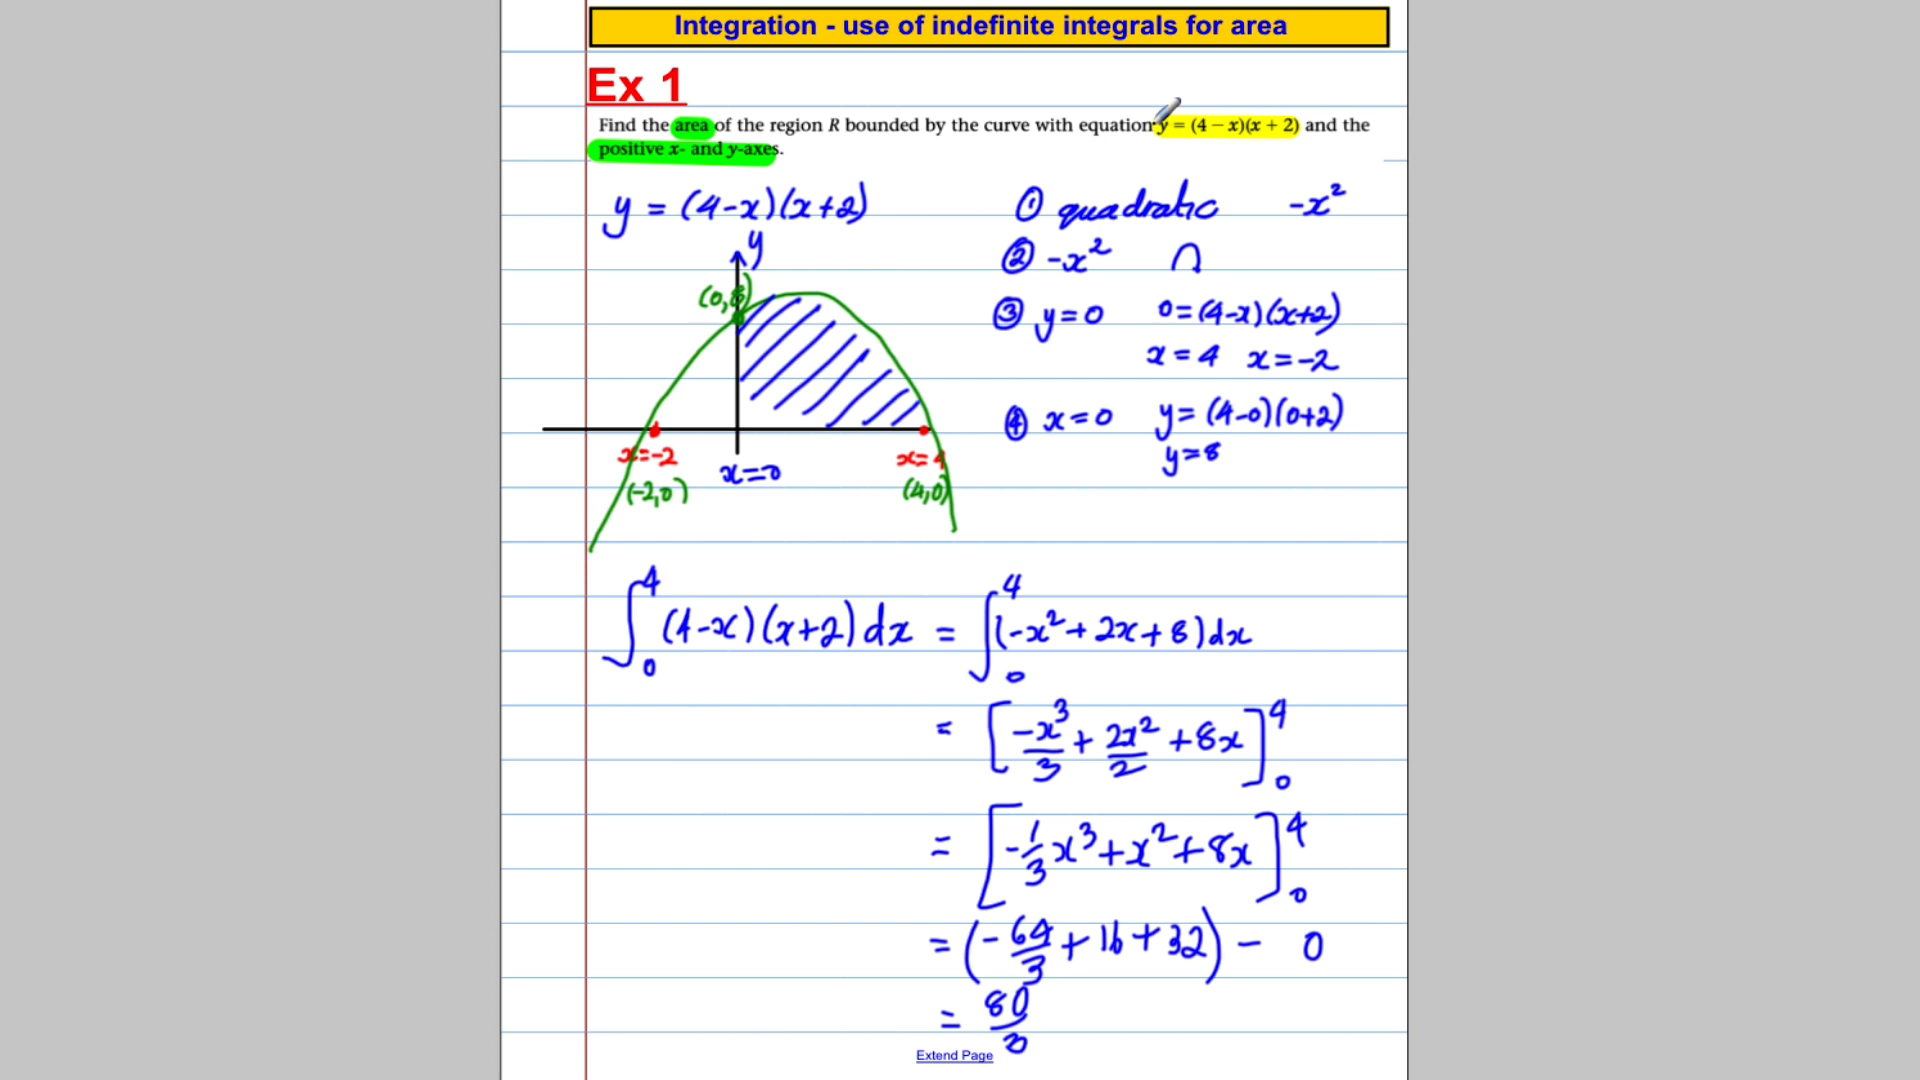 Integration - use of indefinite integrals for area
Ex 1
Find the area of the region R bounded by the curve with equation y = (4 − x)(x + 2) and the
positive x- and y-axes.
y = (4-x)(x+2)
① quadratic -x²
② -x² ∩
③ y=0 0=(4-x)(x+2)
x=4 x=-2
④ x=0 y=(4-0)(0+2)
y=8
y
(0,8)
x=-2 x=0 x=4
(-2,0) (4,0)
∫₀⁴ (4-x)(x+2) dx = ∫₀⁴ (-x²+2x+8) dx
= [-x³/3 + 2x²/2 + 8x]₀⁴
= [-1/3 x³ + x² + 8x]₀⁴
= (-64/3 + 16 + 32) - 0
= 80/3
Extend Page